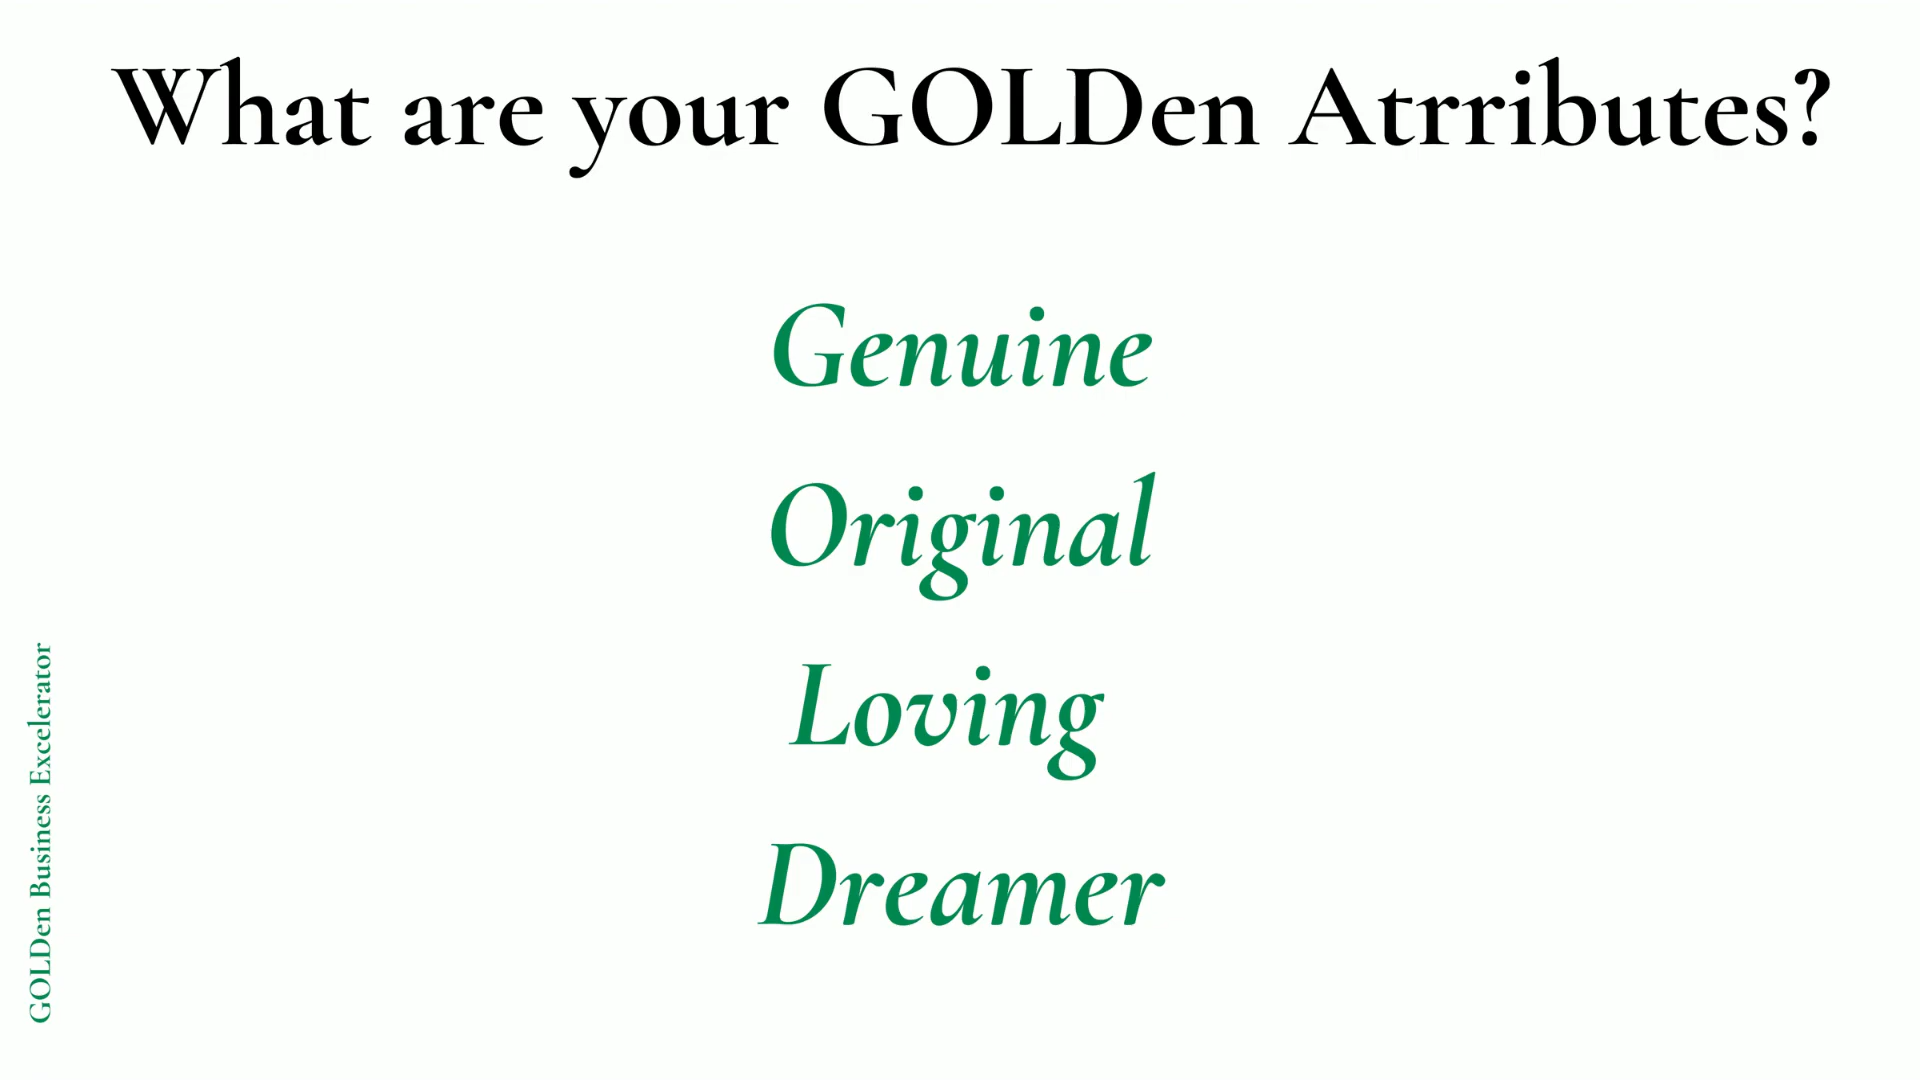 What are your GOLDen Atrributes?
Genuine
Original
Loving
Dreamer
GOLDen Business Excelerator